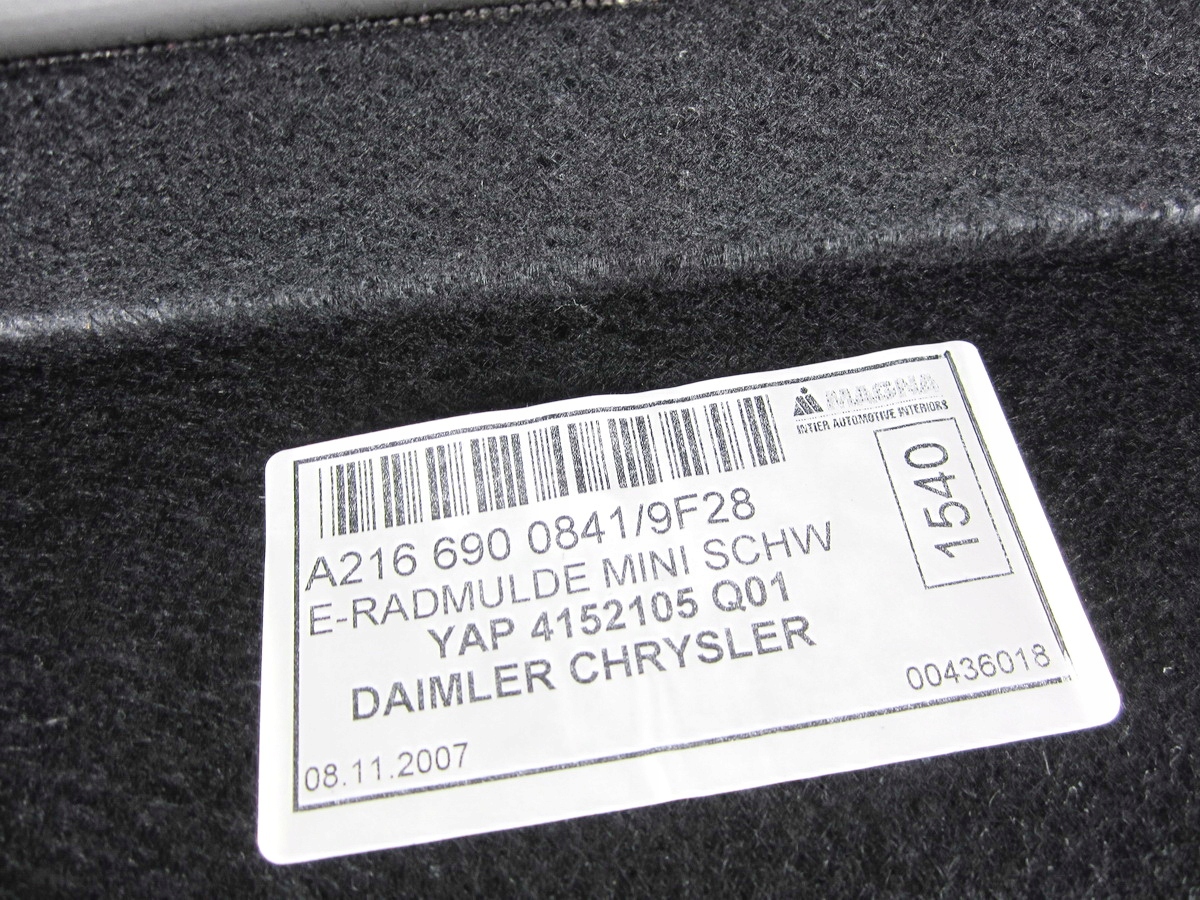 MAGNA
INTIER AUTOMOTIVE INTERIORS
1540
A216 690 0841/9F28
E-RADMULDE MINI SCHW
YAP 4152105 Q01
DAIMLER CHRYSLER
00436018
08.11.2007